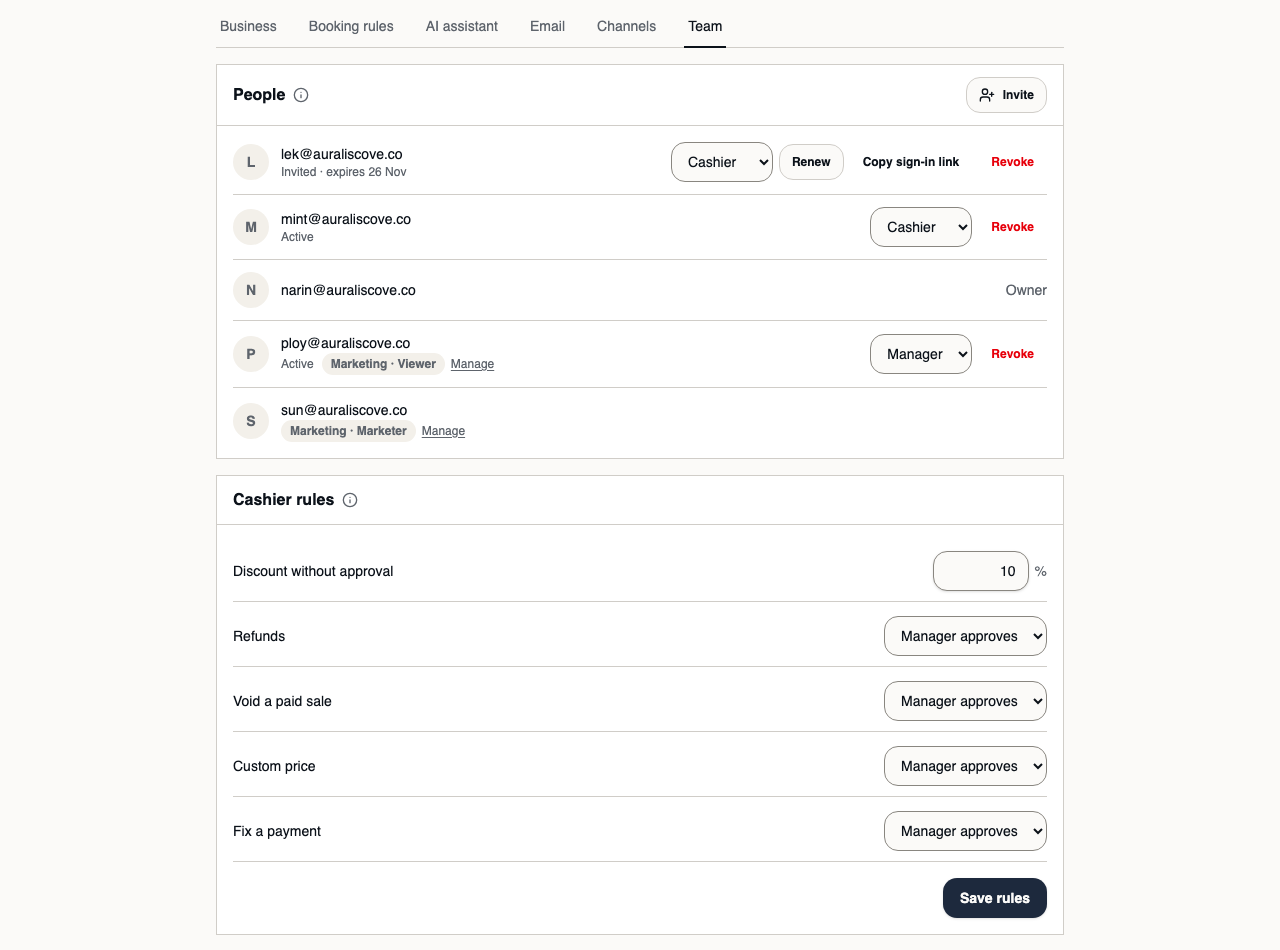 Business Booking rules AI assistant Email Channels Team
People Invite
L lek@auraliscove.co Cashier Renew Copy sign-in link Revoke
Invited · expires 26 Nov
M mint@auraliscove.co Cashier Revoke
Active
N narin@auraliscove.co Owner
P ploy@auraliscove.co Manager Revoke
Active Marketing · Viewer Manage
S sun@auraliscove.co
Marketing · Marketer Manage
Cashier rules
Discount without approval 10 %
Refunds Manager approves
Void a paid sale Manager approves
Custom price Manager approves
Fix a payment Manager approves
Save rules